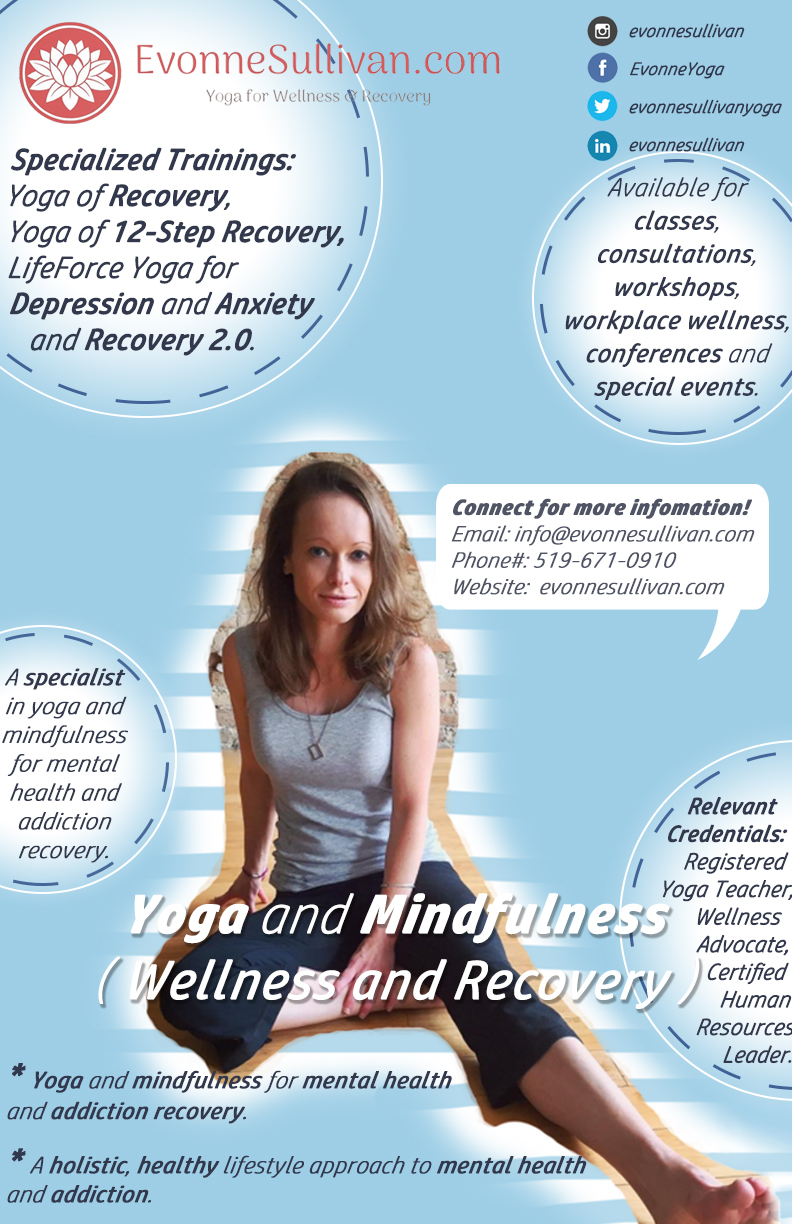 EvonneSullivan.com
Yoga for Wellness & Recovery
evonnesullivan
EvonneYoga
evonnesullivanyoga
evonnesullivan
Specialized Trainings:
Yoga of Recovery,
Yoga of 12-Step Recovery,
LifeForce Yoga for
Depression and Anxiety
and Recovery 2.0.
Available for
classes,
consultations,
workshops,
workplace wellness,
conferences and
special events.
Connect for more infomation!
Email: info@evonnesullivan.com
Phone#: 519-671-0910
Website: evonnesullivan.com
A specialist
in yoga and
mindfulness
for mental
health and
addiction
recovery.
Relevant
Credentials:
Registered
Yoga Teacher,
Wellness
Advocate,
Certified
Human
Resources
Leader.
Yoga and Mindfulness
( Wellness and Recovery )
* Yoga and mindfulness for mental health
and addiction recovery.
* A holistic, healthy lifestyle approach to mental health
and addiction.